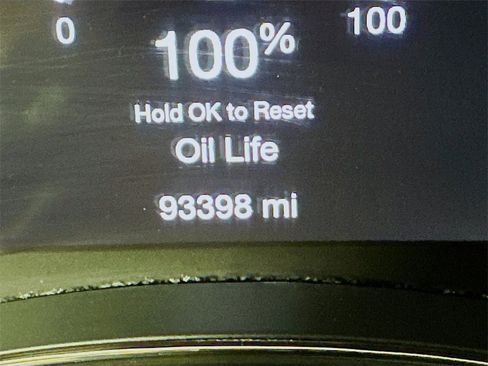 0
100
100%
Hold OK to Reset
Oil Life
93398 mi